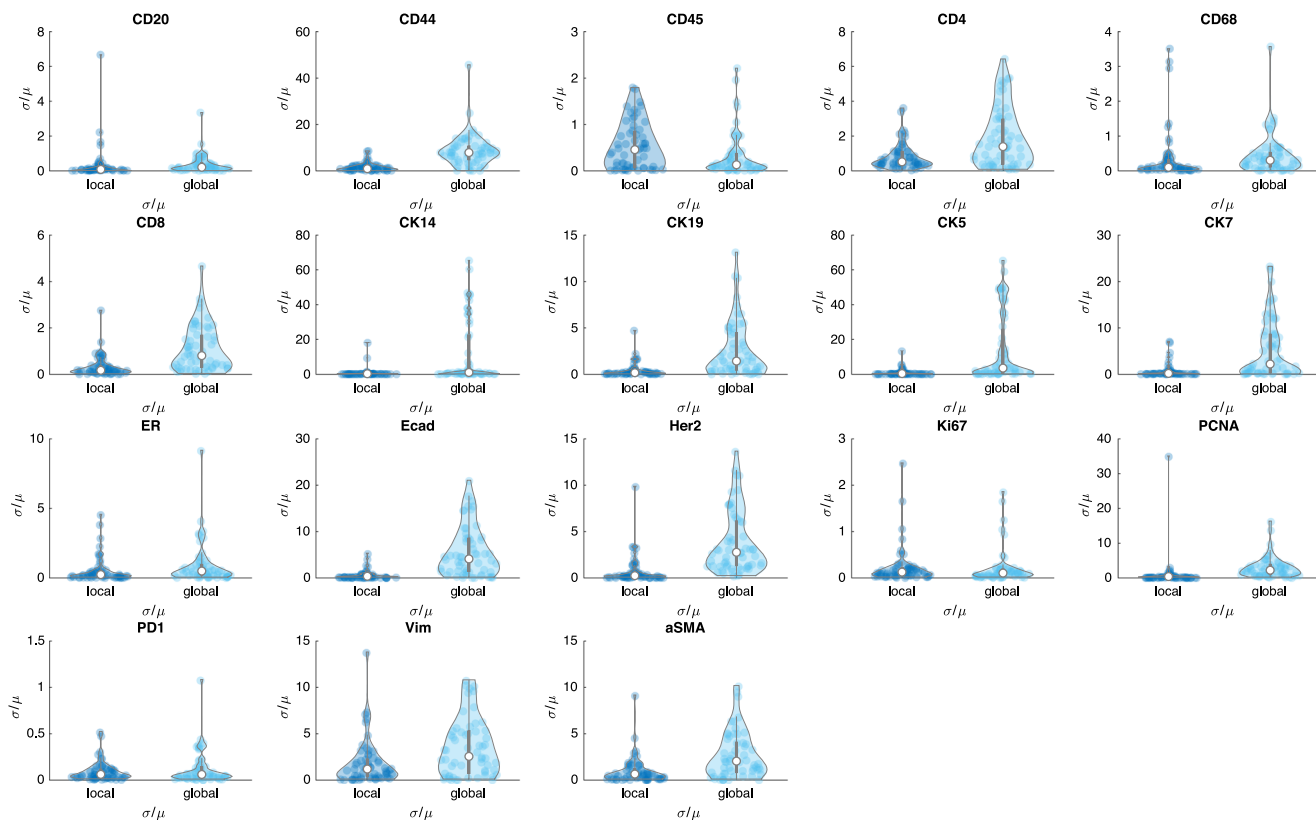 CD20
8
6
4
2
0
σ/μ
local
global
σ/μ
CD44
60
40
20
0
σ/μ
local
global
σ/μ
CD45
3
2
1
0
σ/μ
local
global
σ/μ
CD4
8
6
4
2
0
σ/μ
local
global
σ/μ
CD68
4
3
2
1
0
σ/μ
local
global
σ/μ
CD8
6
4
2
0
σ/μ
local
global
σ/μ
CK14
80
60
40
20
0
σ/μ
local
global
σ/μ
CK19
15
10
5
0
σ/μ
local
global
σ/μ
CK5
80
60
40
20
0
σ/μ
local
global
σ/μ
CK7
30
20
10
0
σ/μ
local
global
σ/μ
ER
10
5
0
σ/μ
local
global
σ/μ
Ecad
30
20
10
0
σ/μ
local
global
σ/μ
Her2
15
10
5
0
σ/μ
local
global
σ/μ
Ki67
3
2
1
0
σ/μ
local
global
σ/μ
PCNA
40
30
20
10
0
σ/μ
local
global
σ/μ
PD1
1.5
1
0.5
0
σ/μ
local
global
σ/μ
Vim
15
10
5
0
σ/μ
local
global
σ/μ
aSMA
15
10
5
0
σ/μ
local
global
σ/μ